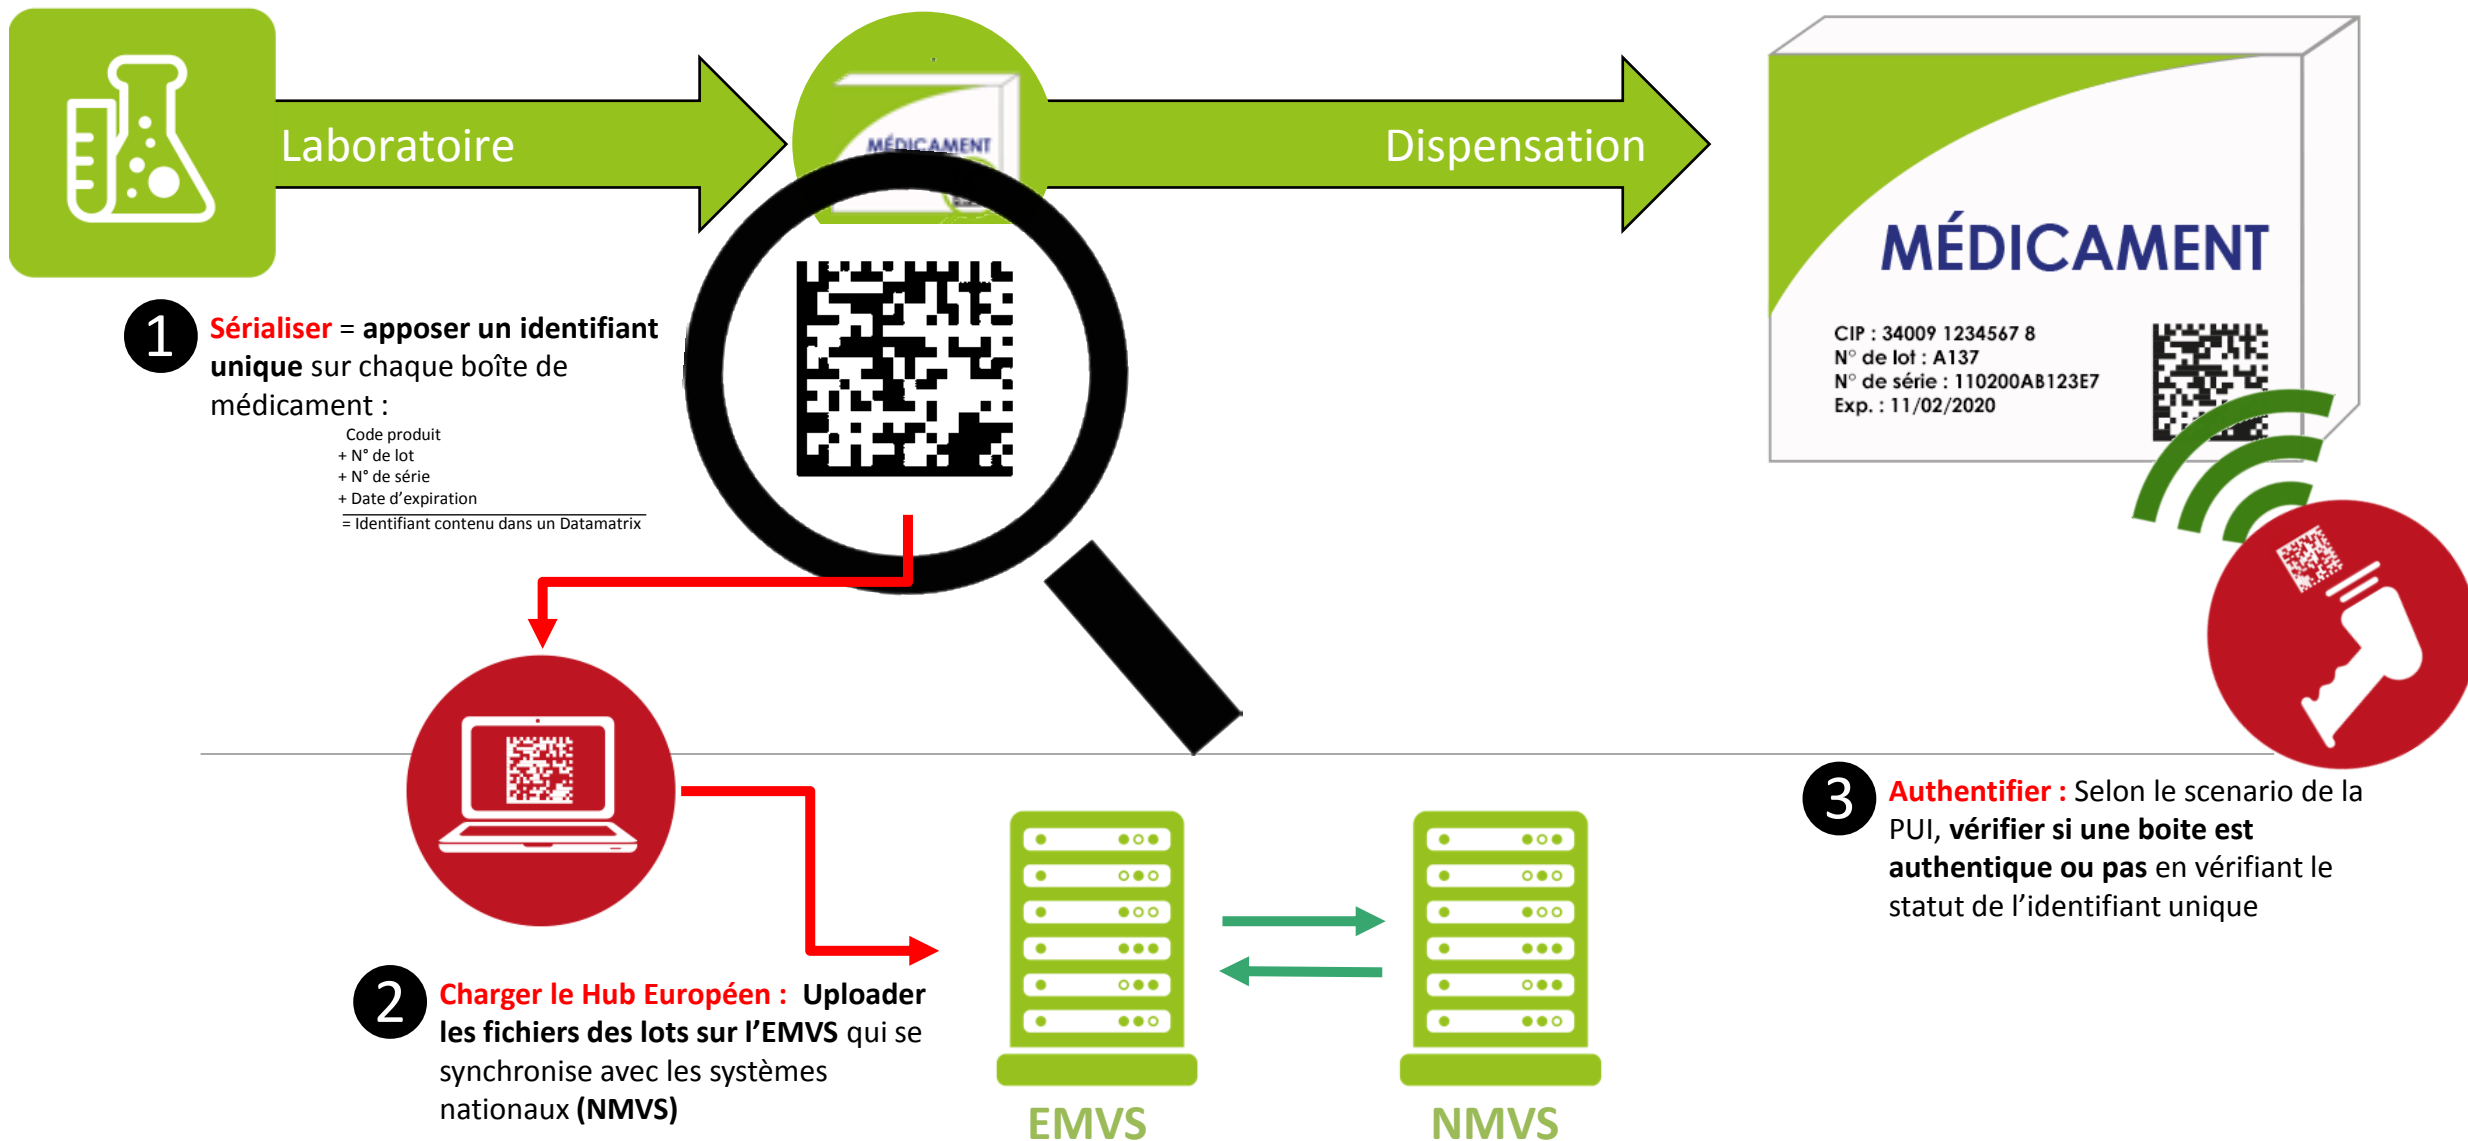 Laboratoire
MÉDICAMENT
Dispensation
MÉDICAMENT
CIP : 34009 1234567 8
N° de lot : A137
N° de série : 110200AB123E7
Exp. : 11/02/2020
1
Sérialiser = apposer un identifiant
unique sur chaque boîte de
médicament :
Code produit
+ N° de lot
+ N° de série
+ Date d’expiration
= Identifiant contenu dans un Datamatrix
2
Charger le Hub Européen : Uploader
les fichiers des lots sur l’EMVS qui se
synchronise avec les systèmes
nationaux (NMVS)
EMVS
NMVS
3
Authentifier : Selon le scenario de la
PUI, vérifier si une boite est
authentique ou pas en vérifiant le
statut de l’identifiant unique